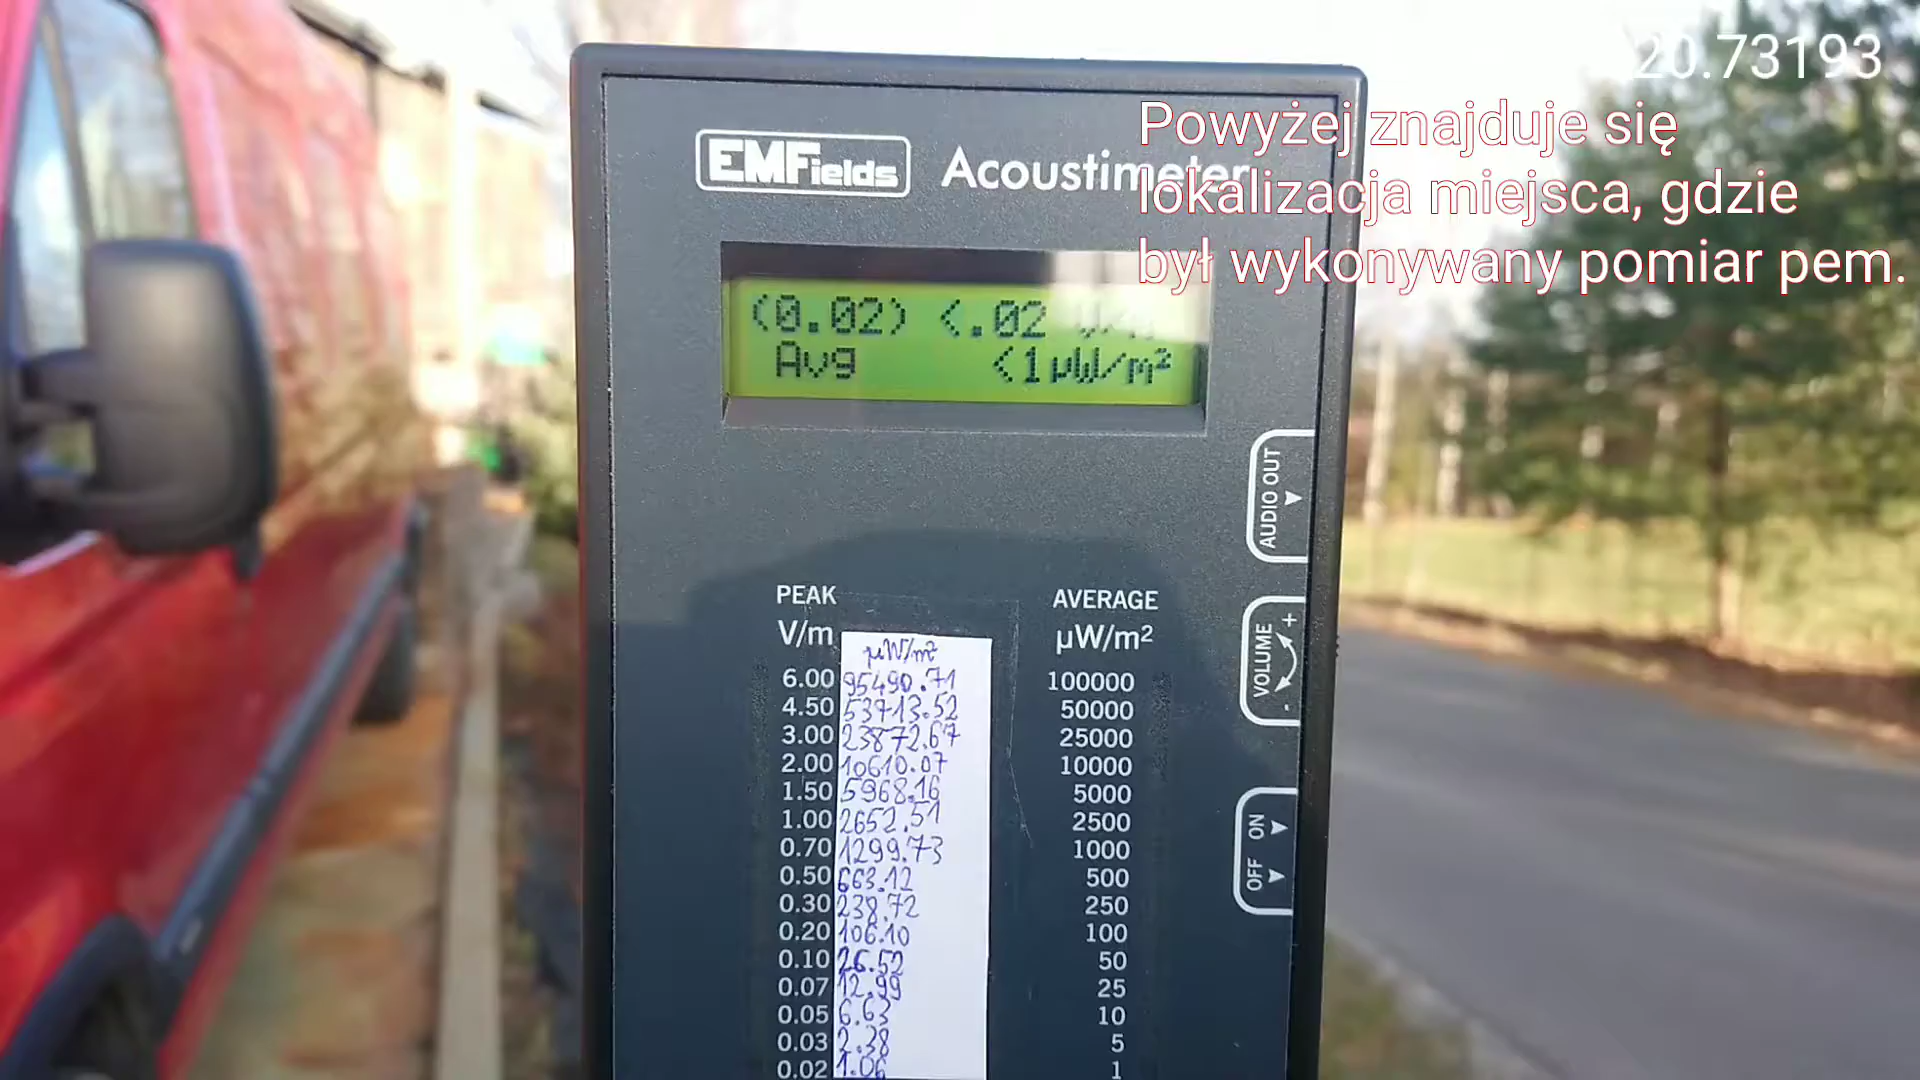 20.73193
Powyżej znajduje się
lokalizacja miejsca, gdzie
był wykonywany pomiar pem.
EMFields Acoustimeter
(0.02) <.02 V/m
Avg <1µW/m²
AUDIO OUT
VOLUME + -
OFF ON
PEAK AVERAGE
V/m µW/m² µW/m²
6.00 95490.71 100000
4.50 53713.52 50000
3.00 23872.67 25000
2.00 10610.07 10000
1.50 5968.16 5000
1.00 2652.51 2500
0.70 1299.73 1000
0.50 663.12 500
0.30 238.72 250
0.20 106.10 100
0.10 26.52 50
0.07 12.99 25
0.05 6.63 10
0.03 2.38 5
0.02 1.06 1